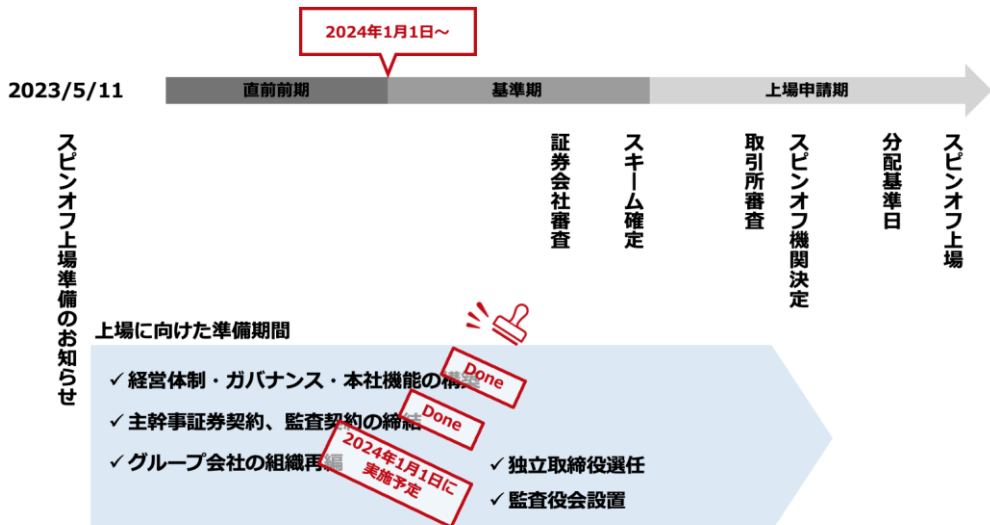 2024年1月1日～
2023/5/11
直前前期
基準期
上場申請期
スピンオフ上場準備のお知らせ
証券会社審査
スキーム確定
取引所審査
スピンオフ機関決定
分配基準日
スピンオフ上場
上場に向けた準備期間
✓経営体制・ガバナンス・本社機能の構築
Done
✓主幹事証券契約、監査契約の締結
Done
✓グループ会社の組織再編
2024年1月1日に
実施予定
✓独立取締役選任
✓監査役会設置